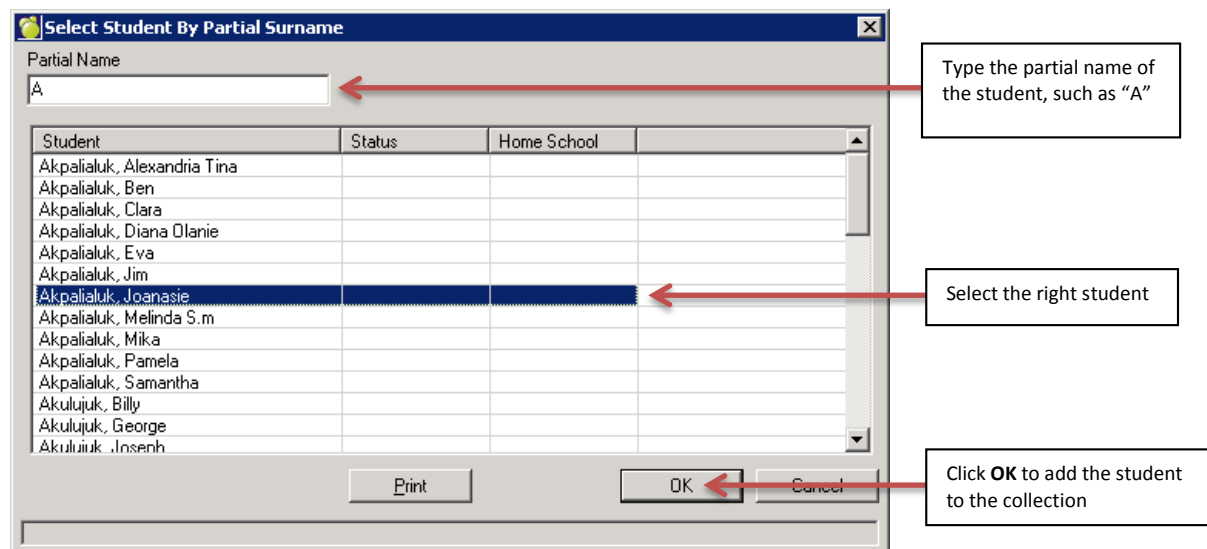 Select Student By Partial Surname
Partial Name
A
Type the partial name of
the student, such as “A”
Student Status Home School
Akpalialuk, Alexandria Tina
Akpalialuk, Ben
Akpalialuk, Clara
Akpalialuk, Diana Olanie
Akpalialuk, Eva
Akpalialuk, Jim
Akpalialuk, Joanasie
Select the right student
Akpalialuk, Melinda S.m
Akpalialuk, Mika
Akpalialuk, Pamela
Akpalialuk, Samantha
Akulujuk, Billy
Akulujuk, George
Akulujuk, Joseph
Print OK Cancel
Click OK to add the student
to the collection